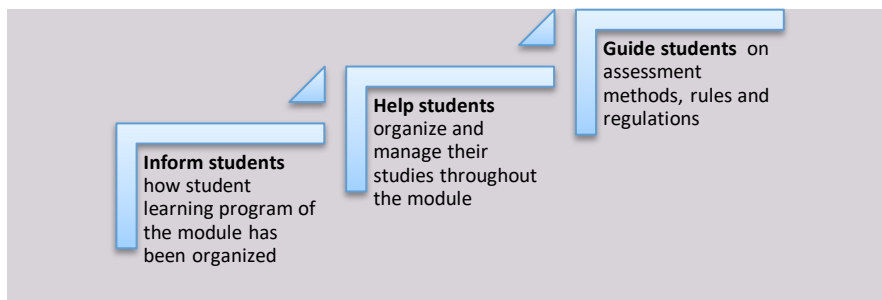 Inform students
how student
learning program of
the module has
been organized
Help students
organize and
manage their
studies throughout
the module
Guide students on
assessment
methods, rules and
regulations